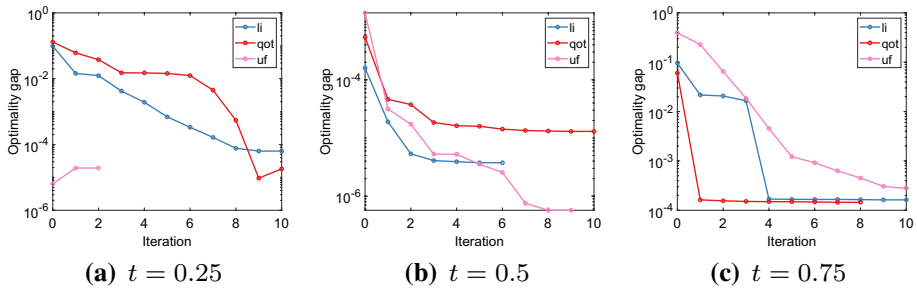 li
qot
uf
Optimality gap
10^0
10^-2
10^-4
10^-6
0 2 4 6 8 10
Iteration
(a) t = 0.25
li
qot
uf
Optimality gap
10^-4
10^-6
0 2 4 6 8 10
Iteration
(b) t = 0.5
li
qot
uf
Optimality gap
10^0
10^-1
10^-2
10^-3
10^-4
0 2 4 6 8 10
Iteration
(c) t = 0.75